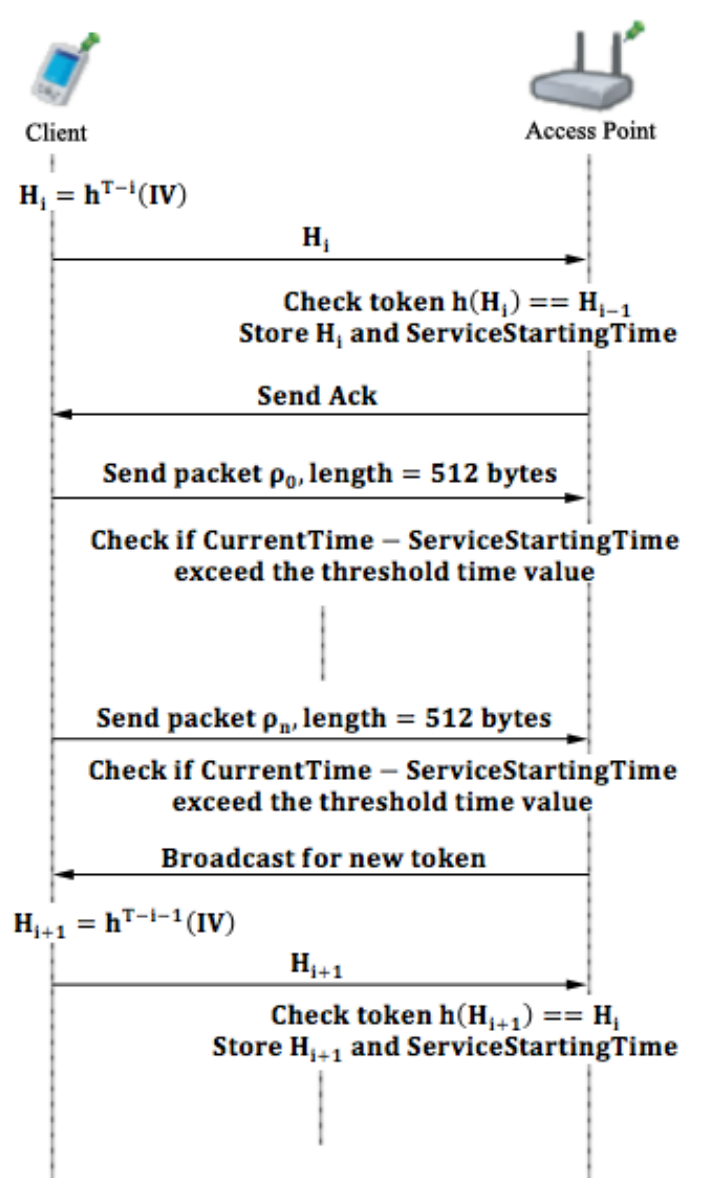 Client
Access Point
Hᵢ = hᵀ⁻ⁱ(IV)
Hᵢ
Check token h(Hᵢ) == Hᵢ₋₁
Store Hᵢ and ServiceStartingTime
Send Ack
Send packet ρ₀, length = 512 bytes
Check if CurrentTime − ServiceStartingTime
exceed the threshold time value
Send packet ρₙ, length = 512 bytes
Check if CurrentTime − ServiceStartingTime
exceed the threshold time value
Broadcast for new token
Hᵢ₊₁ = hᵀ⁻ⁱ⁻¹(IV)
Hᵢ₊₁
Check token h(Hᵢ₊₁) == Hᵢ
Store Hᵢ₊₁ and ServiceStartingTime